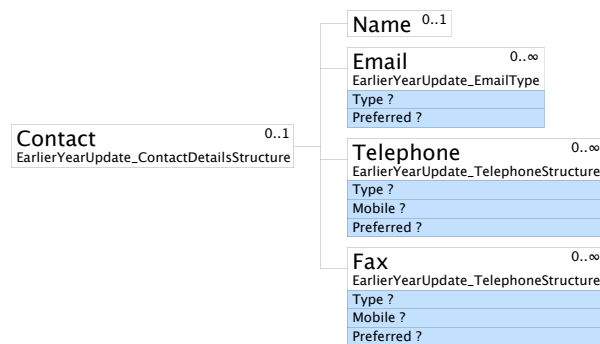 Name 0..1
Email 0..∞
EarlierYearUpdate_EmailType
Type ?
Preferred ?
Contact 0..1
EarlierYearUpdate_ContactDetailsStructure
Telephone 0..∞
EarlierYearUpdate_TelephoneStructure
Type ?
Mobile ?
Preferred ?
Fax 0..∞
EarlierYearUpdate_TelephoneStructure
Type ?
Mobile ?
Preferred ?